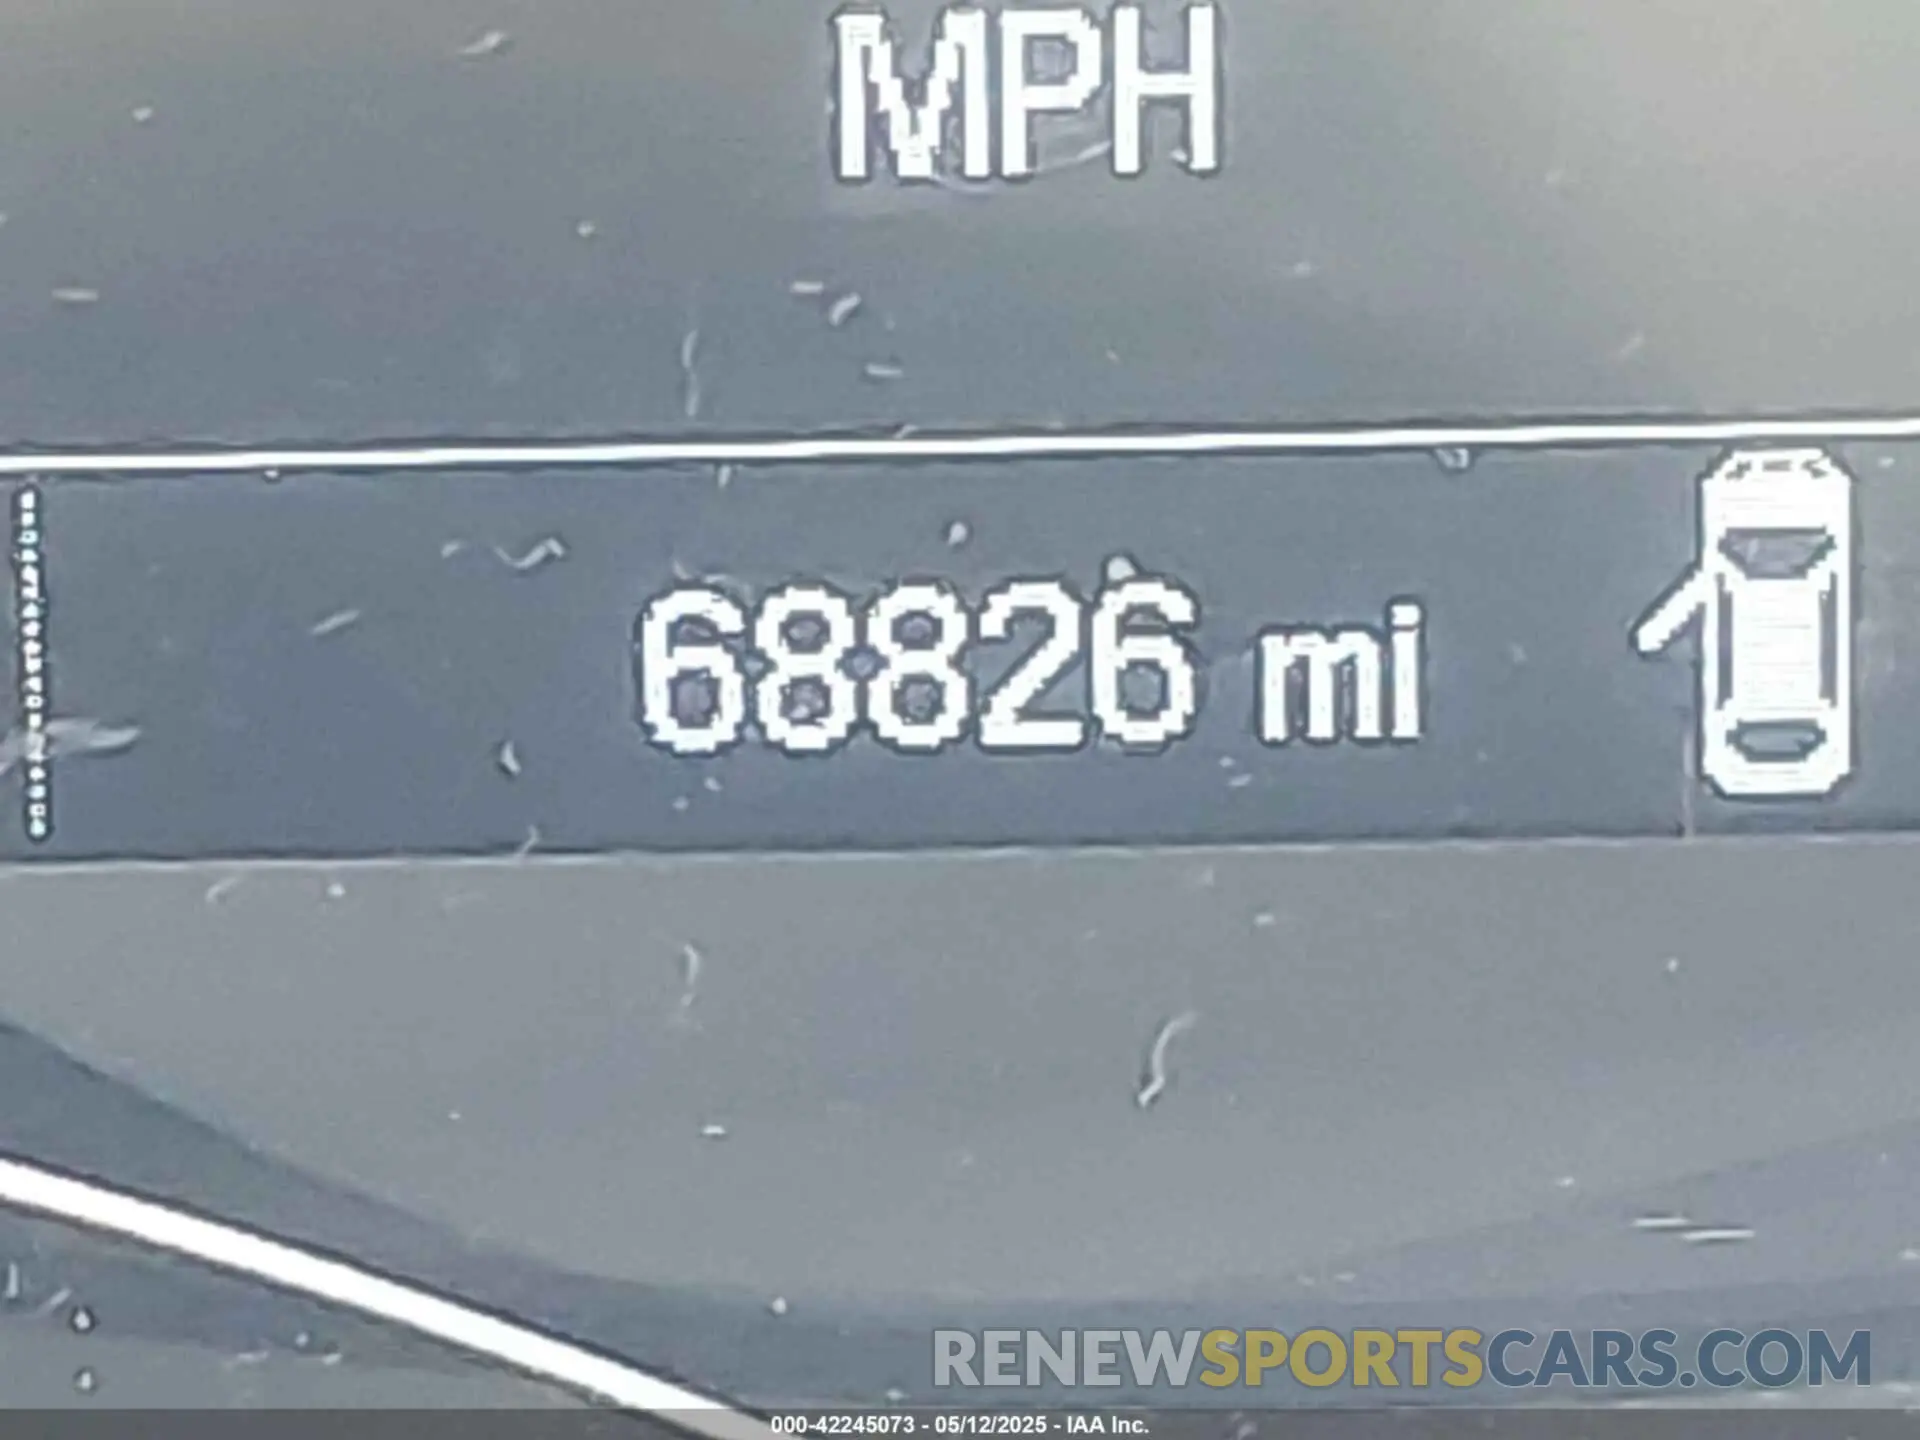 MPH
68826 mi
RENEWSPORTSCARS.COM
000-42245073 - 05/12/2025 - IAA Inc.